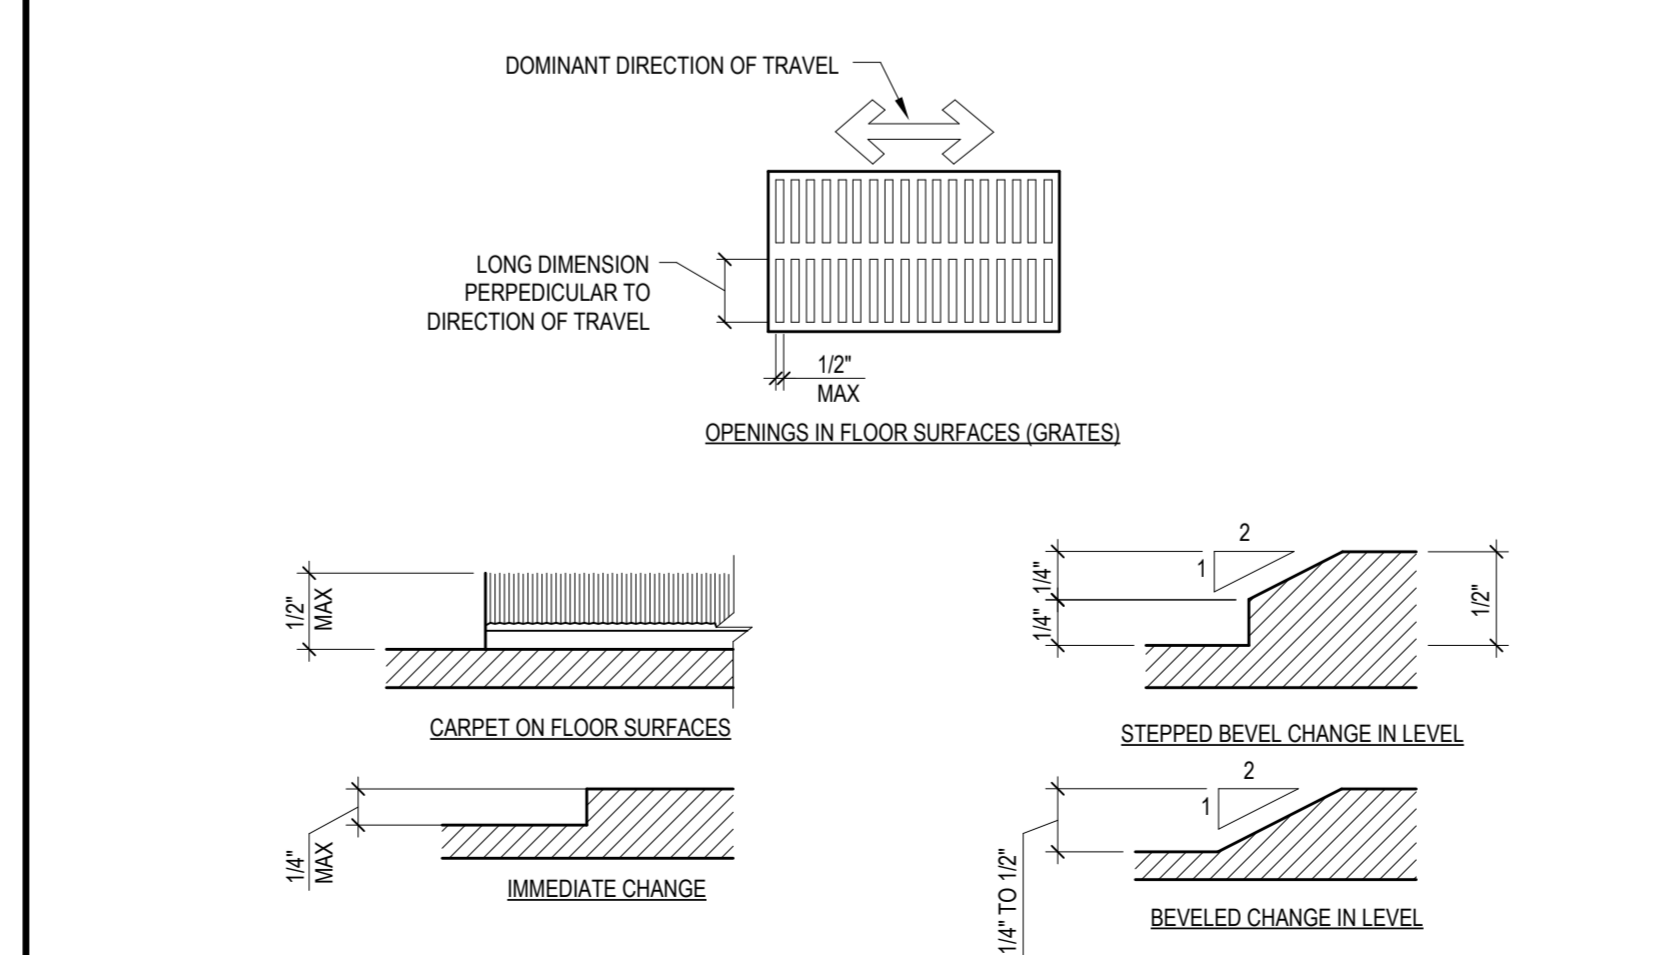 DOMINANT DIRECTION OF TRAVEL
LONG DIMENSION
PERPEDICULAR TO
DIRECTION OF TRAVEL
1/2"
MAX
OPENINGS IN FLOOR SURFACES (GRATES)
1/2"
MAX
CARPET ON FLOOR SURFACES
2
1
1/4"
1/4"
1/2"
STEPPED BEVEL CHANGE IN LEVEL
1/4"
MAX
IMMEDIATE CHANGE
2
1
1/4" TO 1/2"
BEVELED CHANGE IN LEVEL